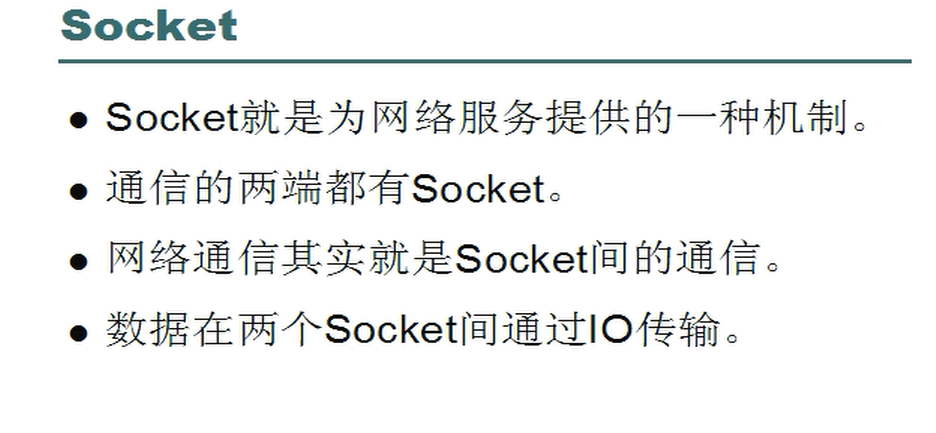 Socket
● Socket就是为网络服务提供的一种机制。
● 通信的两端都有Socket。
● 网络通信其实就是Socket间的通信。
● 数据在两个Socket间通过IO传输。